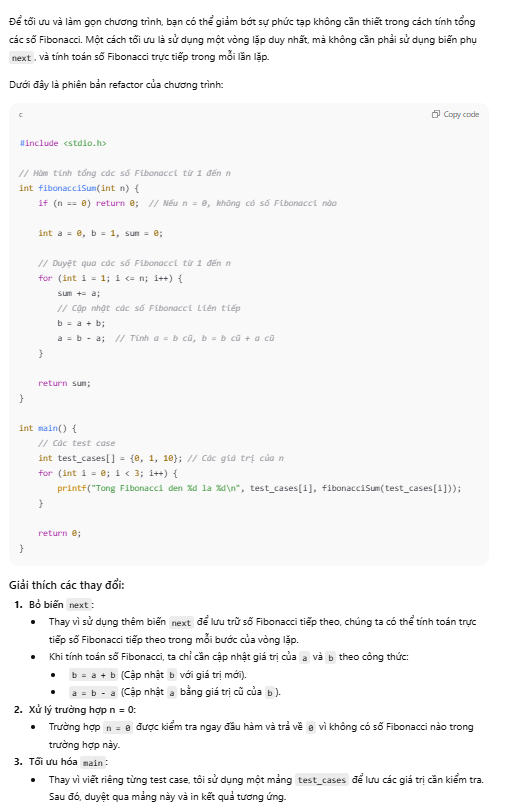 Để tối ưu và làm gọn chương trình, bạn có thể giảm bớt sự phức tạp không cần thiết trong cách tính tổng
các số Fibonacci. Một cách tối ưu là sử dụng một vòng lặp duy nhất, mà không cần phải sử dụng biến phụ
next , và tính toán số Fibonacci trực tiếp trong mỗi lần lặp.
Dưới đây là phiên bản refactor của chương trình:
c
Copy code
#include <stdio.h>
// Hàm tính tổng các số Fibonacci từ 1 đến n
int fibonacciSum(int n) {
if (n == 0) return 0;  // Nếu n = 0, không có số Fibonacci nào
int a = 0, b = 1, sum = 0;
// Duyệt qua các số Fibonacci từ 1 đến n
for (int i = 1; i <= n; i++) {
sum += a;
// Cập nhật các số Fibonacci liên tiếp
b = a + b;
a = b - a;  // Tính a = b cũ, b = b cũ + a cũ
}
return sum;
}
int main() {
// Các test case
int test_cases[] = {0, 1, 10}; // Các giá trị của n
for (int i = 0; i < 3; i++) {
printf("Tong Fibonacci den %d la %d\n", test_cases[i], fibonacciSum(test_cases[i]));
}
return 0;
}
Giải thích các thay đổi:
1. Bỏ biến next :
• Thay vì sử dụng thêm biến next để lưu trữ số Fibonacci tiếp theo, chúng ta có thể tính toán trực
tiếp số Fibonacci tiếp theo trong mỗi bước của vòng lặp.
• Khi tính toán số Fibonacci, ta chỉ cần cập nhật giá trị của a và b theo công thức:
• b = a + b (Cập nhật b với giá trị mới).
• a = b - a (Cập nhật a bằng giá trị cũ của b ).
2. Xử lý trường hợp n = 0:
• Trường hợp n = 0 được kiểm tra ngay đầu hàm và trả về 0 vì không có số Fibonacci nào trong
trường hợp này.
3. Tối ưu hóa main :
• Thay vì viết riêng từng test case, tôi sử dụng một mảng test_cases để lưu các giá trị cần kiểm tra.
Sau đó, duyệt qua mảng này và in kết quả tương ứng.